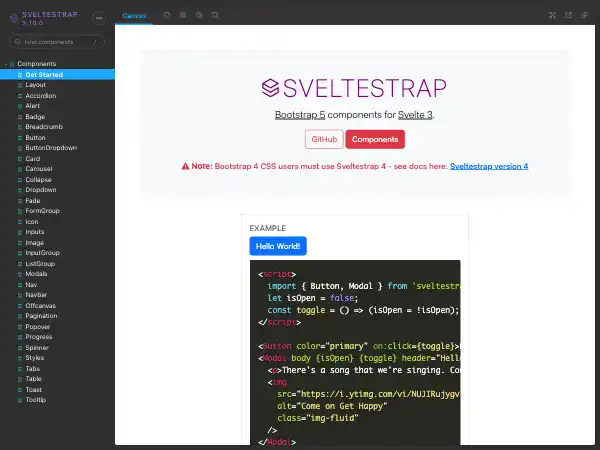 SVELTESTRAP
5.10.0
Find components
/
Components
Get Started
Layout
Accordion
Alert
Badge
Breadcrumb
Button
ButtonDropdown
Card
Carousel
Collapse
Dropdown
Fade
FormGroup
Icon
Inputs
Image
InputGroup
ListGroup
Modals
Nav
Navbar
Offcanvas
Pagination
Popover
Progress
Spinner
Styles
Tabs
Table
Toast
Tooltip
Canvas
SVELTESTRAP
Bootstrap 5 components for Svelte 3.
GitHub
Components
Note: Bootstrap 4 CSS users must use Sveltestrap 4 - see docs here: Sveltestrap version 4
EXAMPLE
Hello World!
<script>
import { Button, Modal } from 'sveltestr
let isOpen = false;
const toggle = () => (isOpen = !isOpen);
</script>
<Button color="primary" on:click={toggle}>
<Modal body {isOpen} {toggle} header="Hell
<p>There's a song that we're singing. Co
<img
src="https://i.ytimg.com/vi/NUJIRujygv
alt="Come on Get Happy"
class="img-fluid"
/>
</Modal>